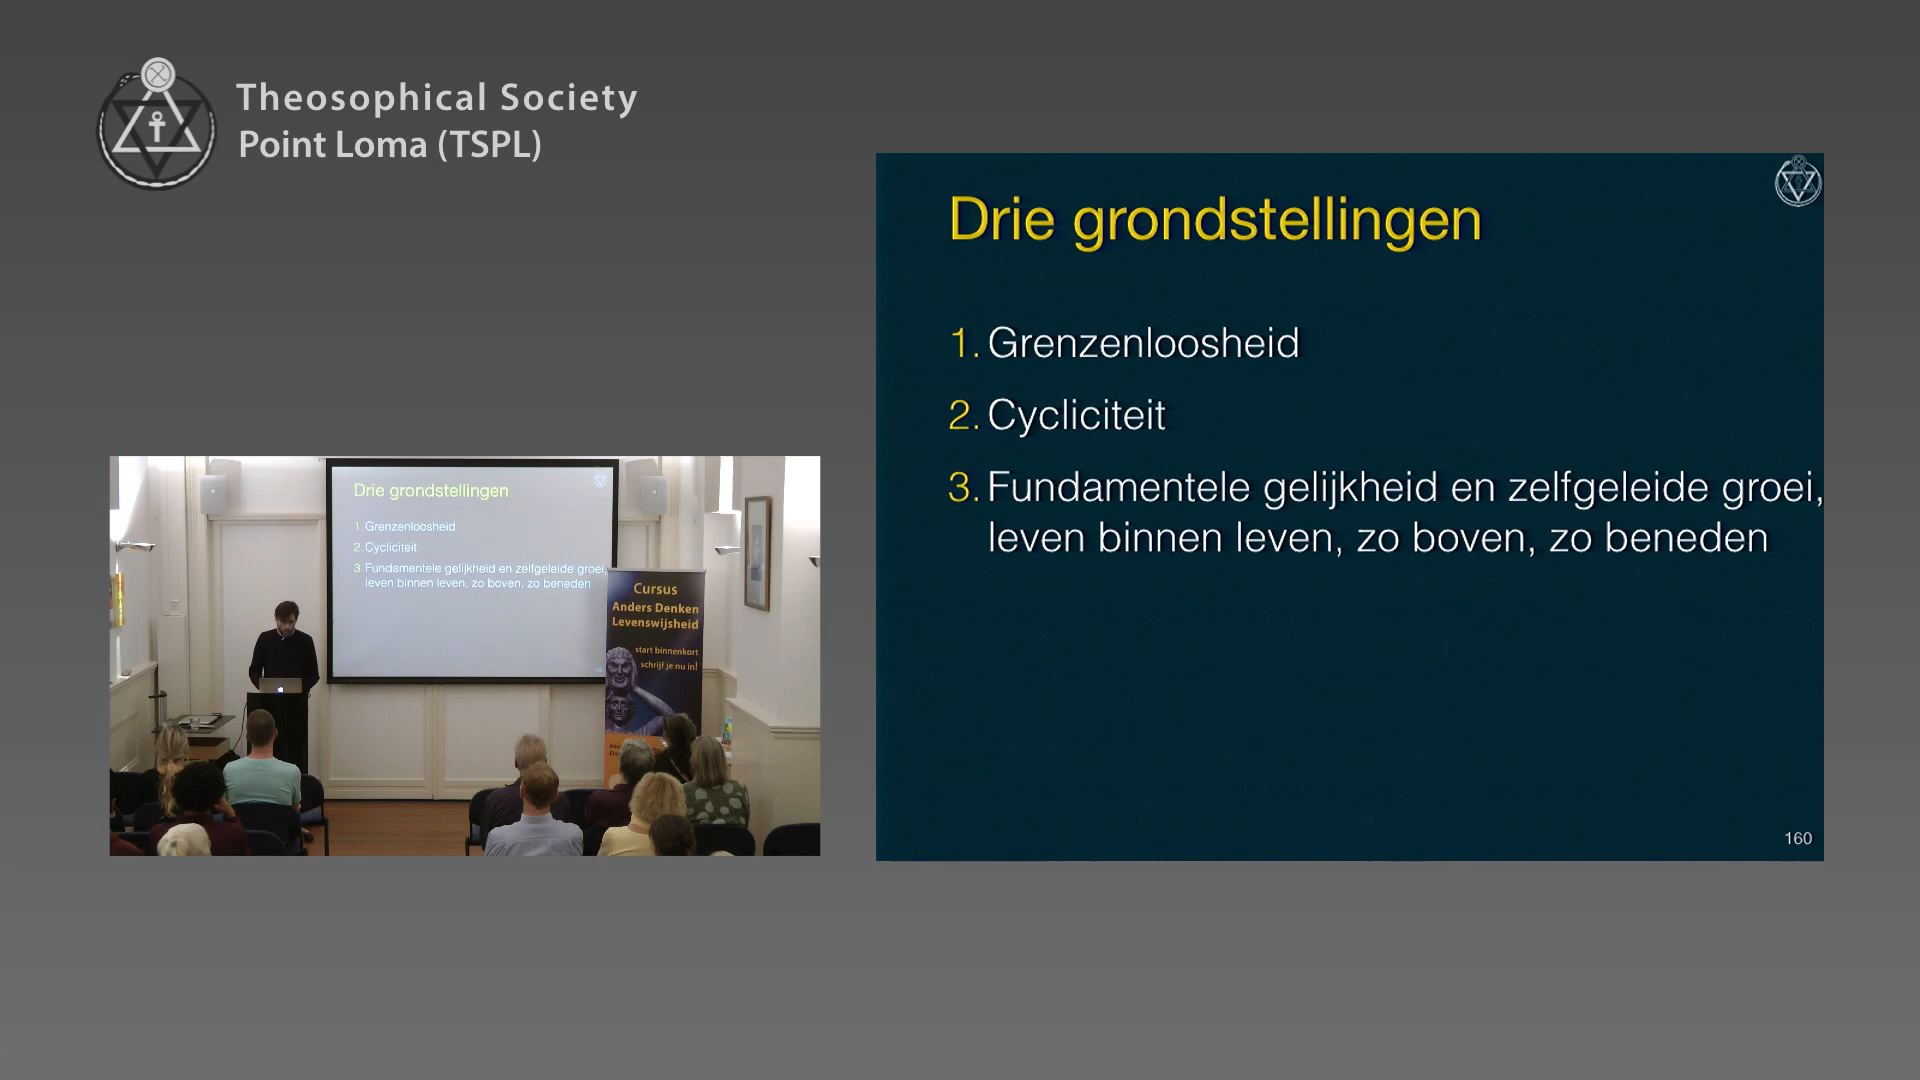 Theosophical Society
Point Loma (TSPL)
Drie grondstellingen
1. Grenzenloosheid
2. Cycliciteit
3. Fundamentele gelijkheid en zelfgeleide groei,
leven binnen leven, zo boven, zo beneden
160
Drie grondstellingen
1. Grenzenloosheid
2. Cycliciteit
3. Fundamentele gelijkheid en zelfgeleide groei,
leven binnen leven, zo boven, zo beneden
Cursus
Anders Denken
Levenswijsheid
start binnenkort
schrijf je nu in!